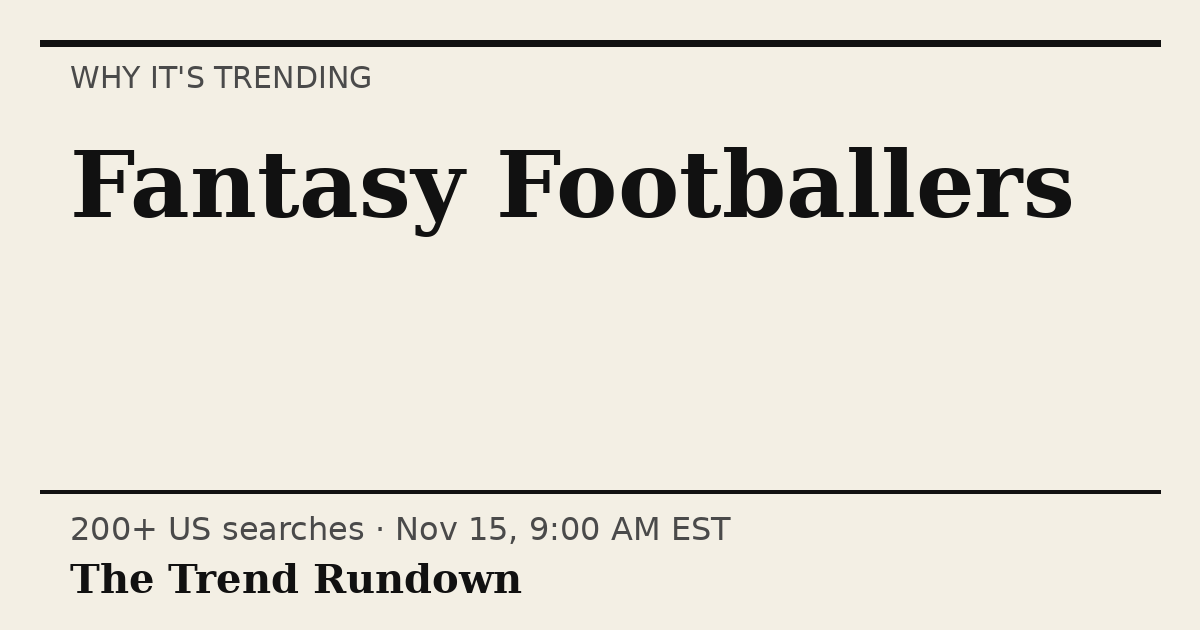 WHY IT'S TRENDING
Fantasy Footballers
200+ US searches · Nov 15, 9:00 AM EST
The Trend Rundown